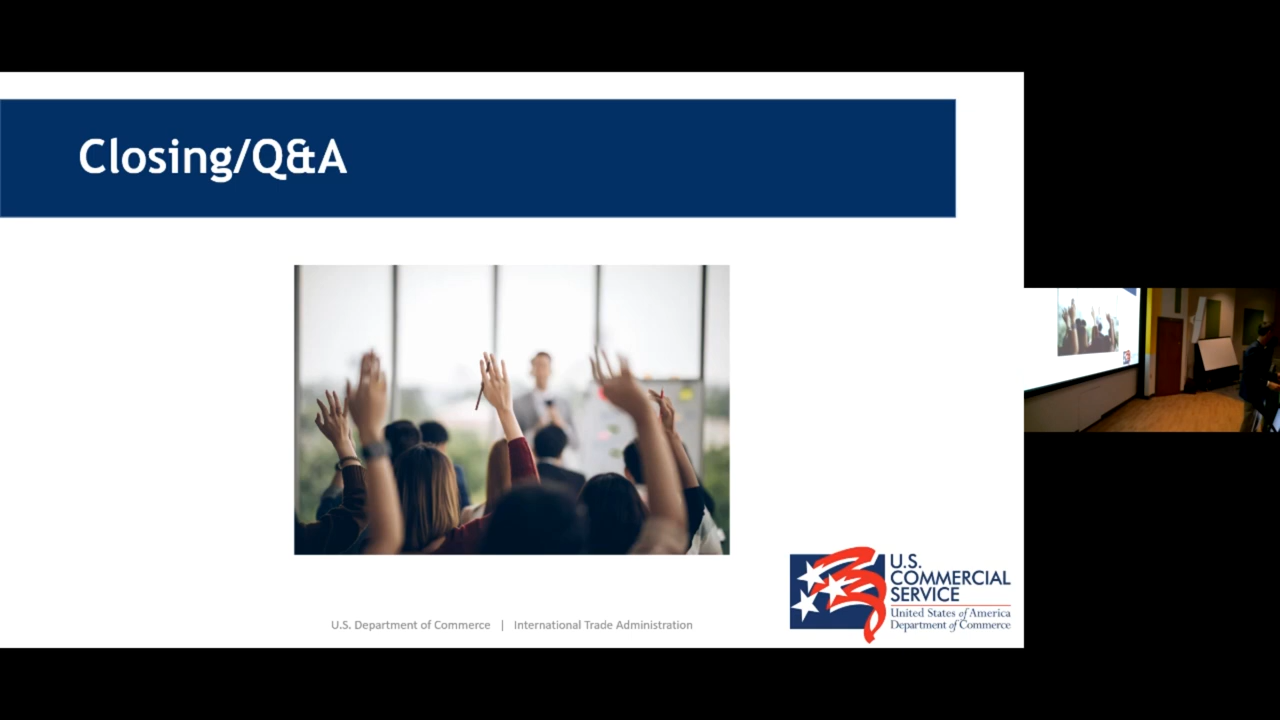 Closing/Q&A
U.S.
COMMERCIAL
SERVICE
United States of America
Department of Commerce
U.S. Department of Commerce | International Trade Administration